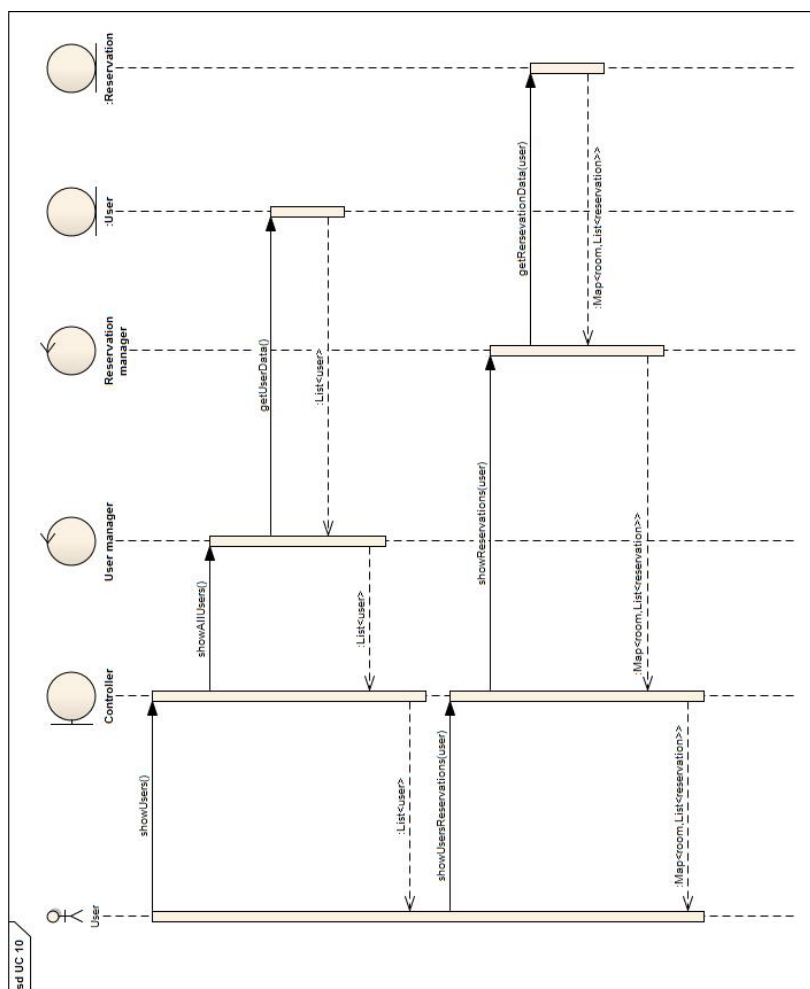 sd UC 10
User
Controller
User manager
Reservation
manager
:User
:Reservation
showUsers()
showAllUsers()
getUserData()
:List<user>
:List<user>
:List<user>
showUsersReservations(user)
showReservations(user)
getRersevationData(user)
:Map<room,List<reservation>>
:Map<room,List<reservation>>
:Map<room,List<reservation>>